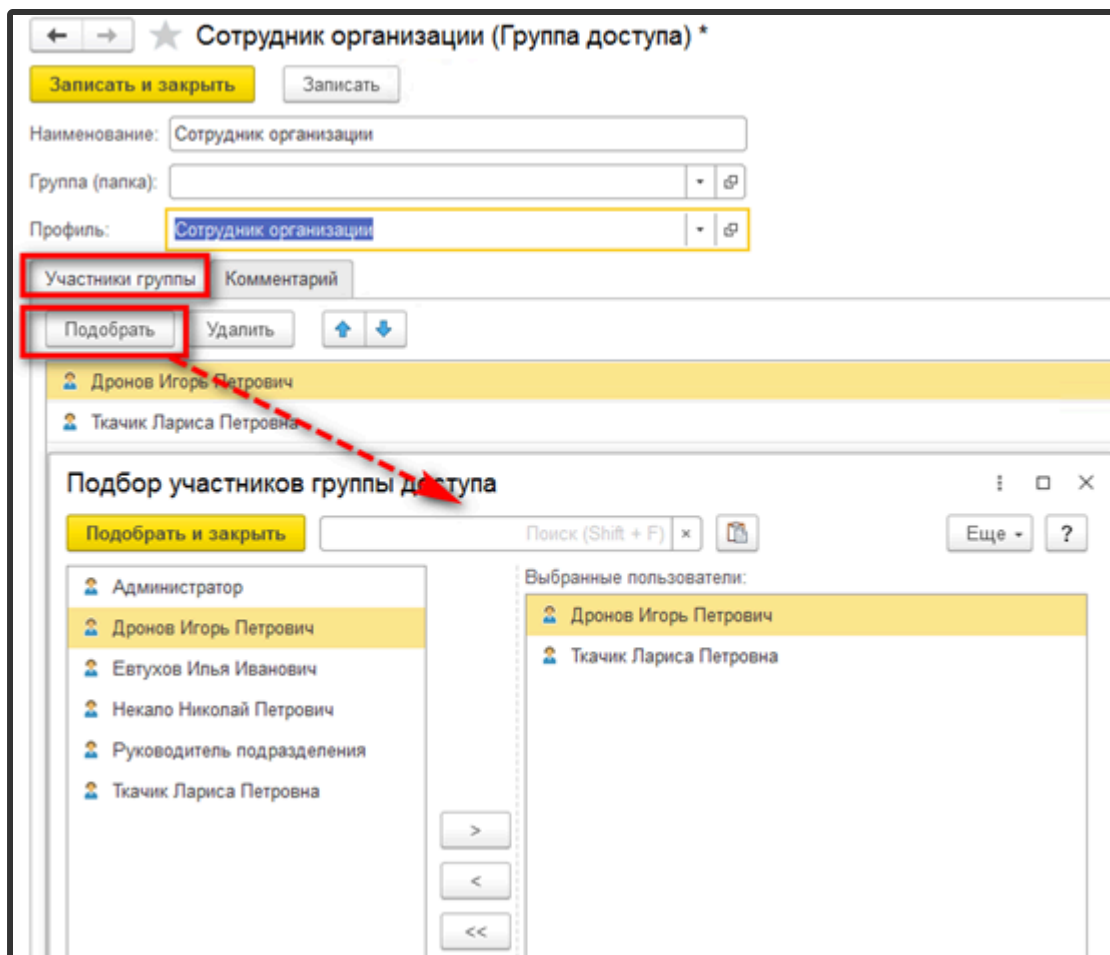 Сотрудник организации (Группа доступа) *
Записать и закрыть Записать
Наименование: Сотрудник организации
Группа (папка):
Профиль: Сотрудник организации
Участники группы Комментарий
Подобрать Удалить
Дронов Игорь Петрович
Ткачик Лариса Петровна
Подбор участников группы доступа
Подобрать и закрыть Поиск (Shift + F) × Еще ?
Выбранные пользователи:
Администратор
Дронов Игорь Петрович
Евтухов Илья Иванович
Некало Николай Петрович
Руководитель подразделения
Ткачик Лариса Петровна
Дронов Игорь Петрович
Ткачик Лариса Петровна
>
<
<<